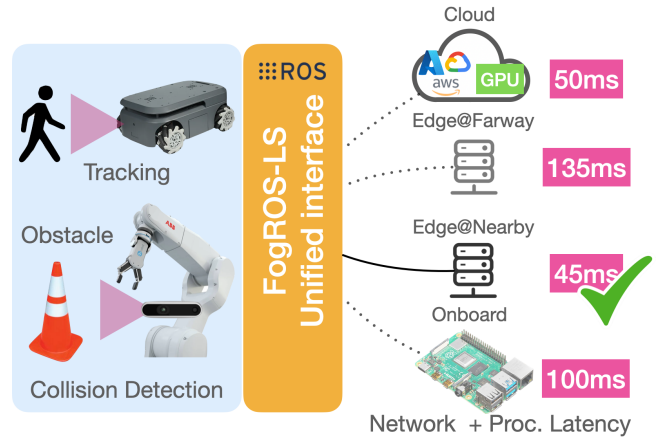 Tracking
Obstacle
ABB
Collision Detection
ROS
FogROS-LS
Unified interface
Cloud
aws
GPU
50ms
Edge@Farway
135ms
Edge@Nearby
45ms
Onboard
100ms
Network + Proc. Latency